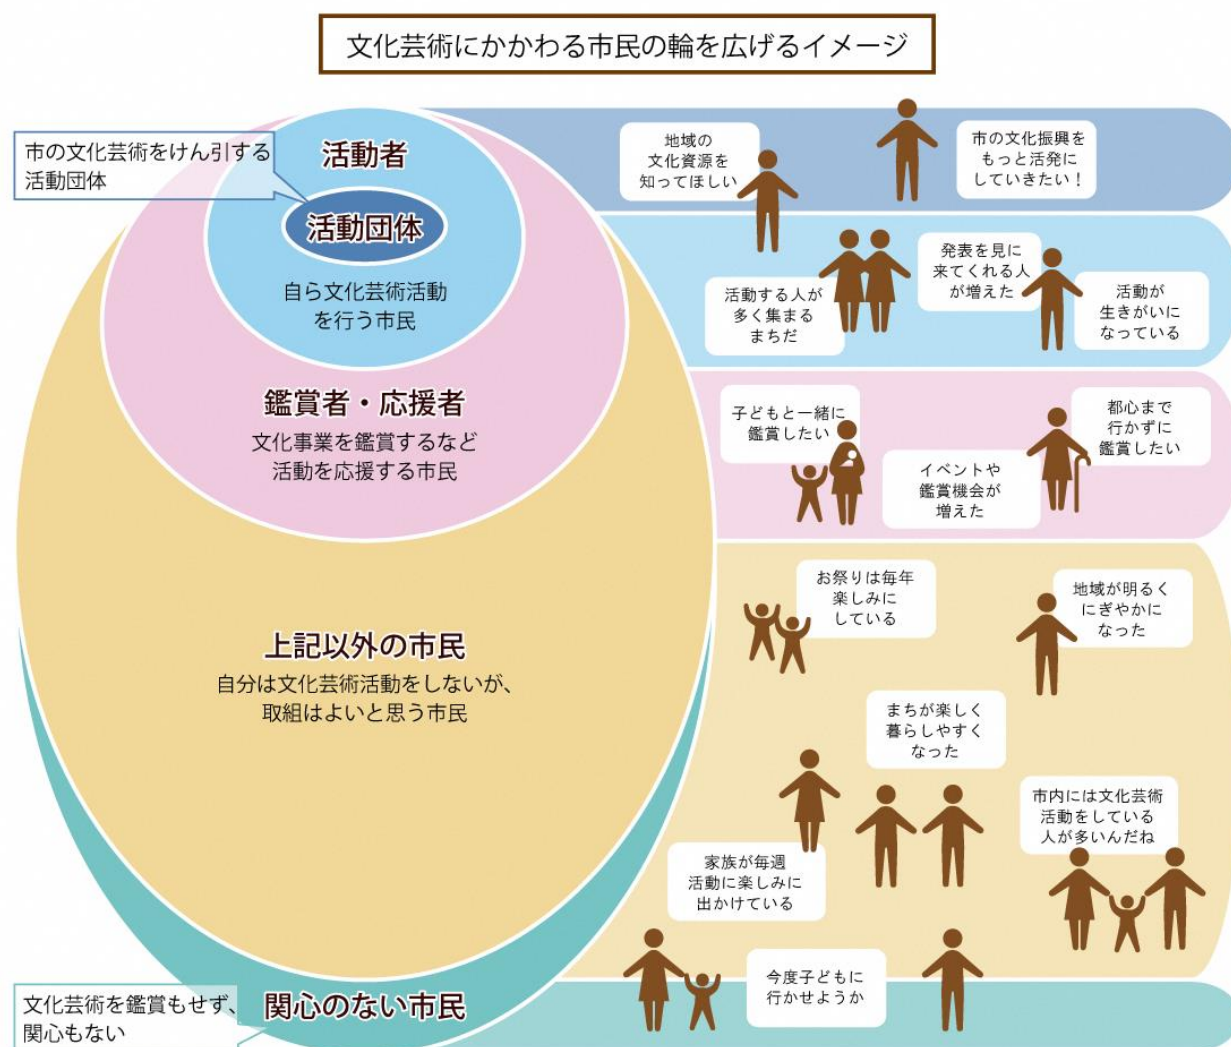 文化芸術にかかわる市民の輪を広げるイメージ
市の文化芸術をけん引する
活動団体
活動者
活動団体
自ら文化芸術活動
を行う市民
鑑賞者・応援者
文化事業を鑑賞するなど
活動を応援する市民
上記以外の市民
自分は文化芸術活動をしないが、
取組はよいと思う市民
関心のない市民
文化芸術を鑑賞もせず、
関心もない
地域の
文化資源を
知ってほしい
市の文化振興を
もっと活発に
していきたい！
活動する人が
多く集まる
まちだ
発表を見に
来てくれる人
が増えた
活動が
生きがいに
なっている
子どもと一緒に
鑑賞したい
イベントや
鑑賞機会が
増えた
都心まで
行かずに
鑑賞したい
お祭りは毎年
楽しみに
している
地域が明るく
にぎやかに
なった
まちが楽しく
暮らしやすく
なった
市内には文化芸術
活動をしている
人が多いんだね
家族が毎週
活動に楽しみに
出かけている
今度子どもに
行かせようか